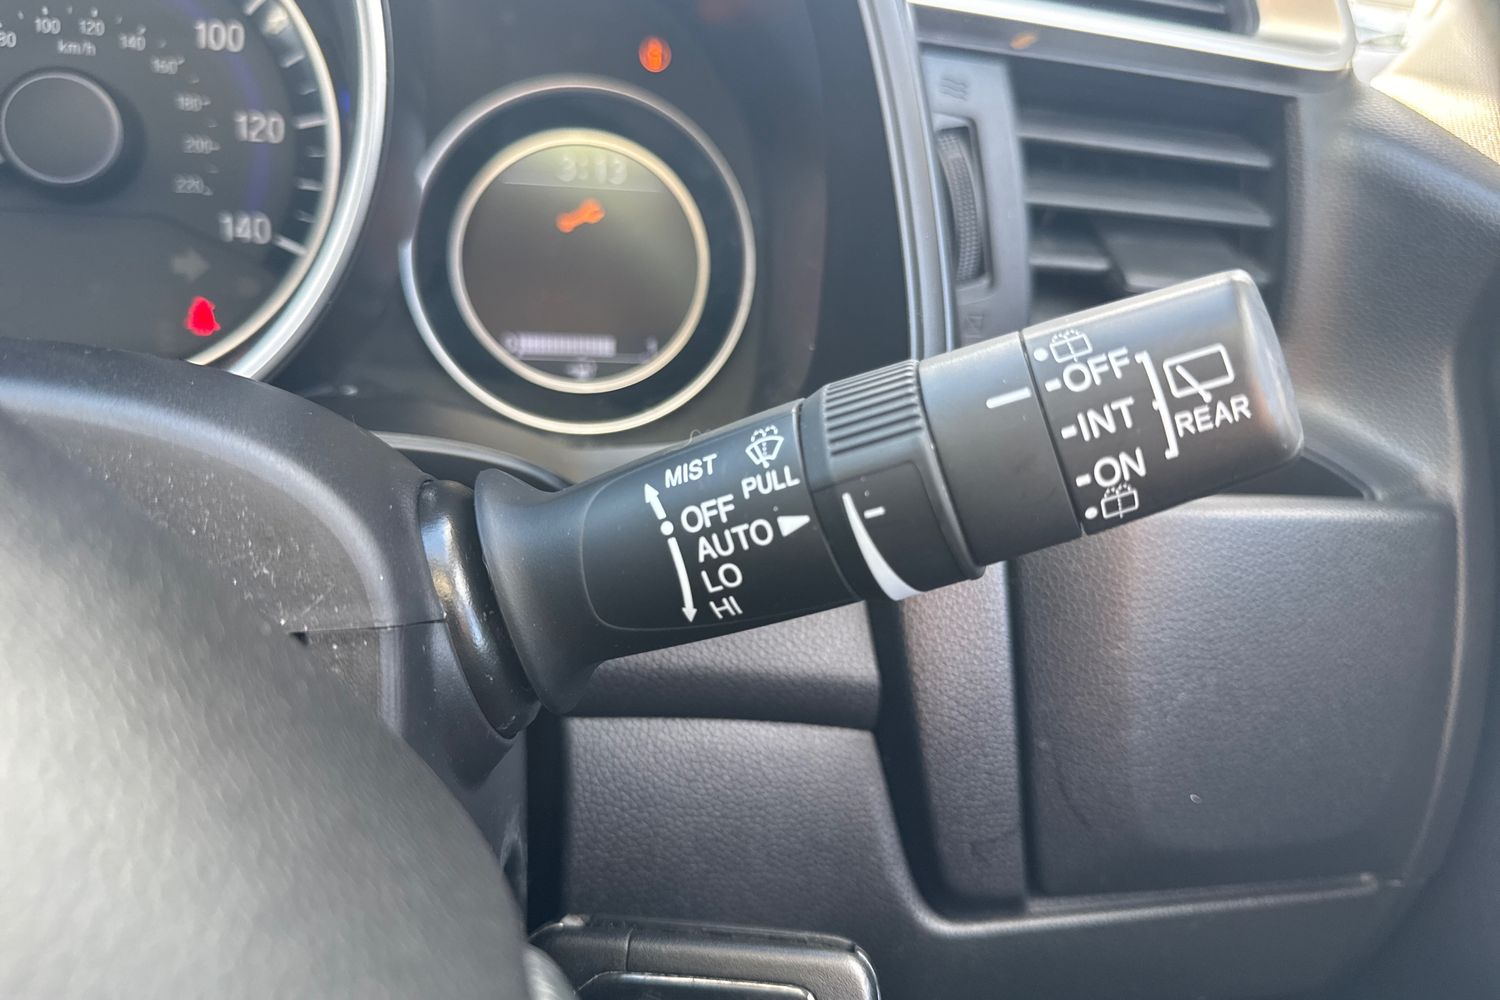 80 100 120 140 160 180 200 220
km/h
100
120
140
3:13
MIST
PULL
OFF
AUTO
LO
HI
OFF
INT
ON
REAR